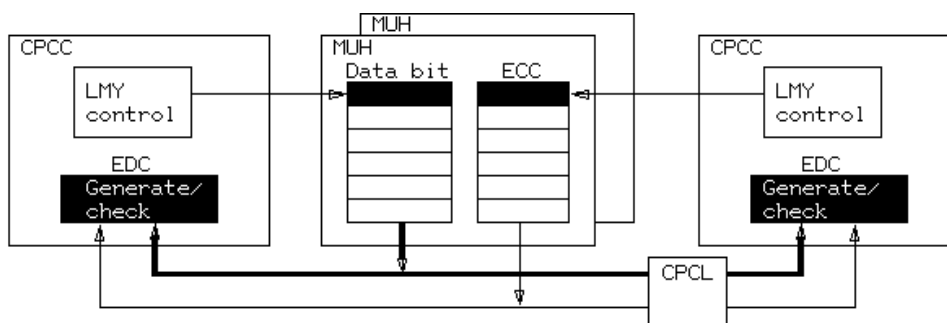 MUH
CPCC
MUH
CPCC
Data bit
ECC
LMY
control
LMY
control
EDC
EDC
Generate/
check
Generate/
check
CPCL